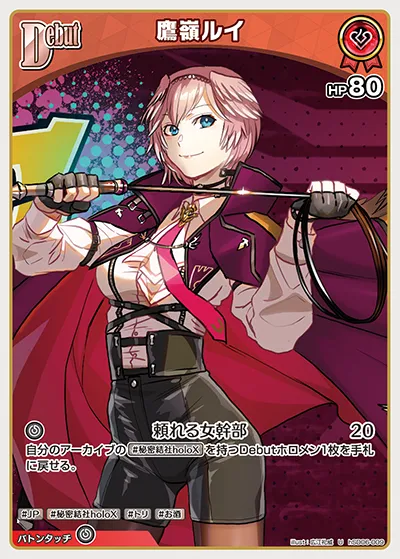 Debut
鷹嶺ルイ
HP80
頼れる女幹部 20
自分のアーカイブの #秘密結社holoX を持つDebutホロメン1枚を手札
に戻せる。
#JP #秘密結社holoX #トリ #お酒
バトンタッチ
illust:
U